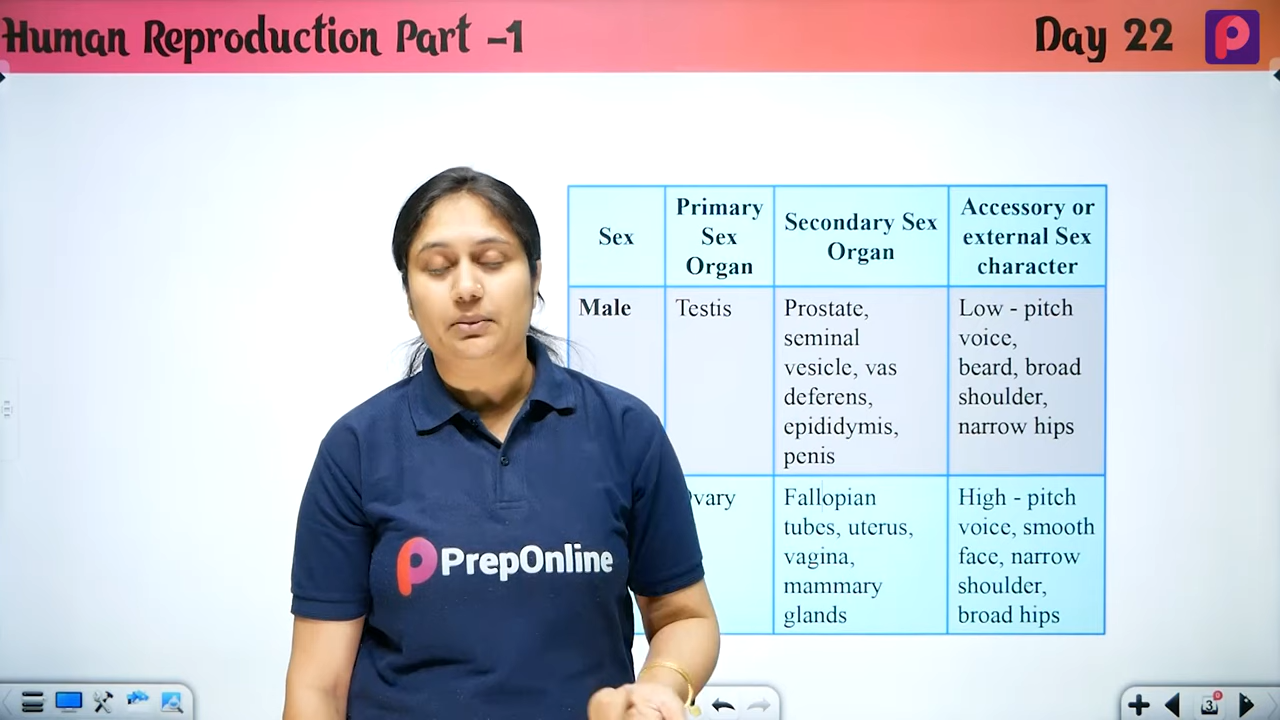 Human Reproduction Part -1
Day 22
Sex
Primary
Sex
Organ
Secondary Sex
Organ
Accessory or
external Sex
character
Male
Testis
Prostate,
seminal
vesicle, vas
deferens,
epididymis,
penis
Low - pitch
voice,
beard, broad
shoulder,
narrow hips
Fallopian
tubes, uterus,
vagina,
mammary
glands
High - pitch
voice, smooth
face, narrow
shoulder,
broad hips
PrepOnline
3